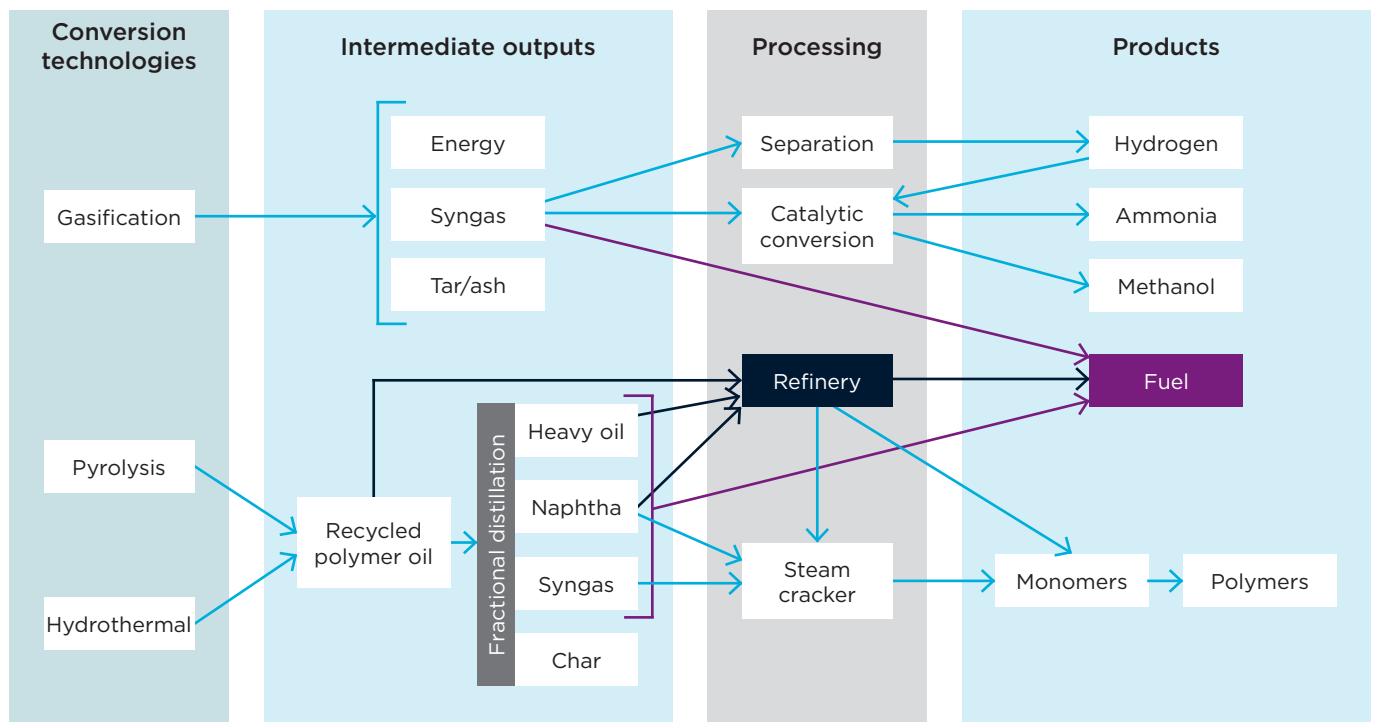 Conversion
technologies
Intermediate outputs
Processing
Products
Energy
Separation
Hydrogen
Gasification
Syngas
Catalytic
conversion
Ammonia
Tar/ash
Methanol
Refinery
Fuel
Fractional distillation
Heavy oil
Pyrolysis
Naphtha
Recycled
polymer oil
Syngas
Steam
cracker
Monomers
Polymers
Hydrothermal
Char